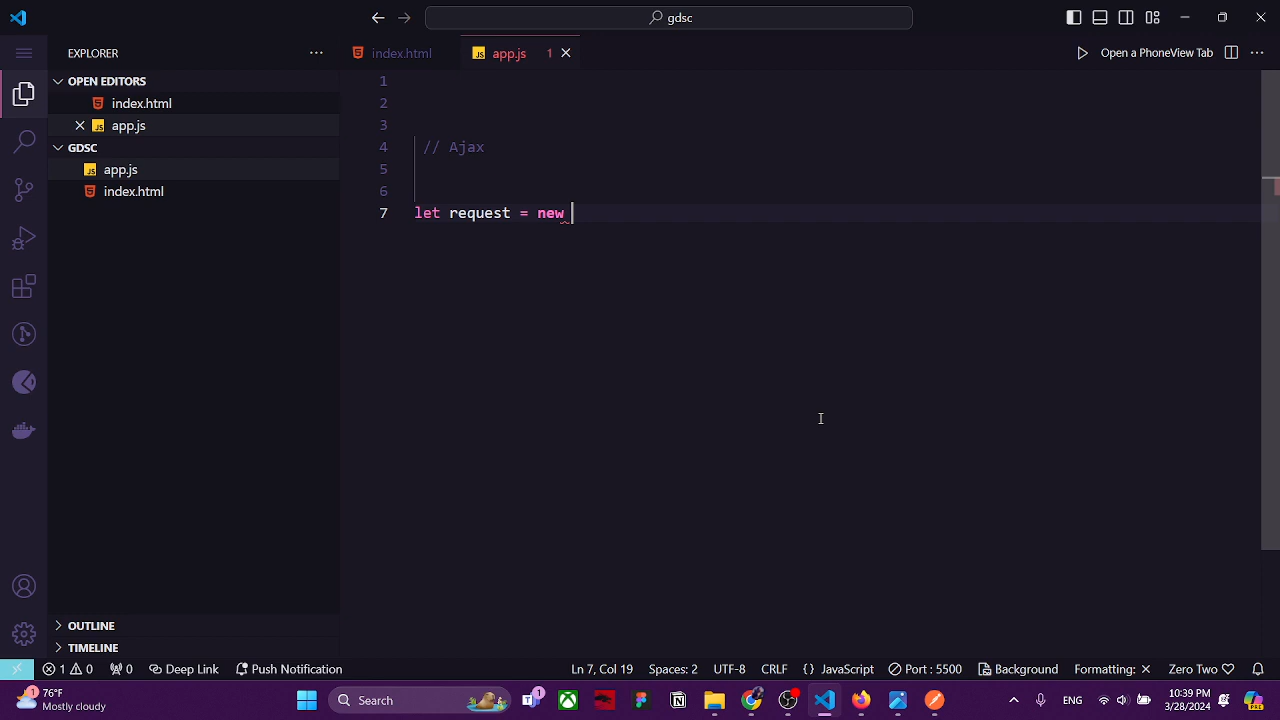 gdsc
EXPLORER
index.html
app.js 1
Open a PhoneView Tab
OPEN EDITORS
index.html
app.js
GDSC
app.js
index.html
OUTLINE
TIMELINE
1
2
3
4 // Ajax
5
6
7 let request = new
1 0 0 Deep Link Push Notification Ln 7, Col 19 Spaces: 2 UTF-8 CRLF {} JavaScript Port : 5500 Background Formatting: × Zero Two
1 76°F
Mostly cloudy
Search
1
ENG
10:39 PM
3/28/2024